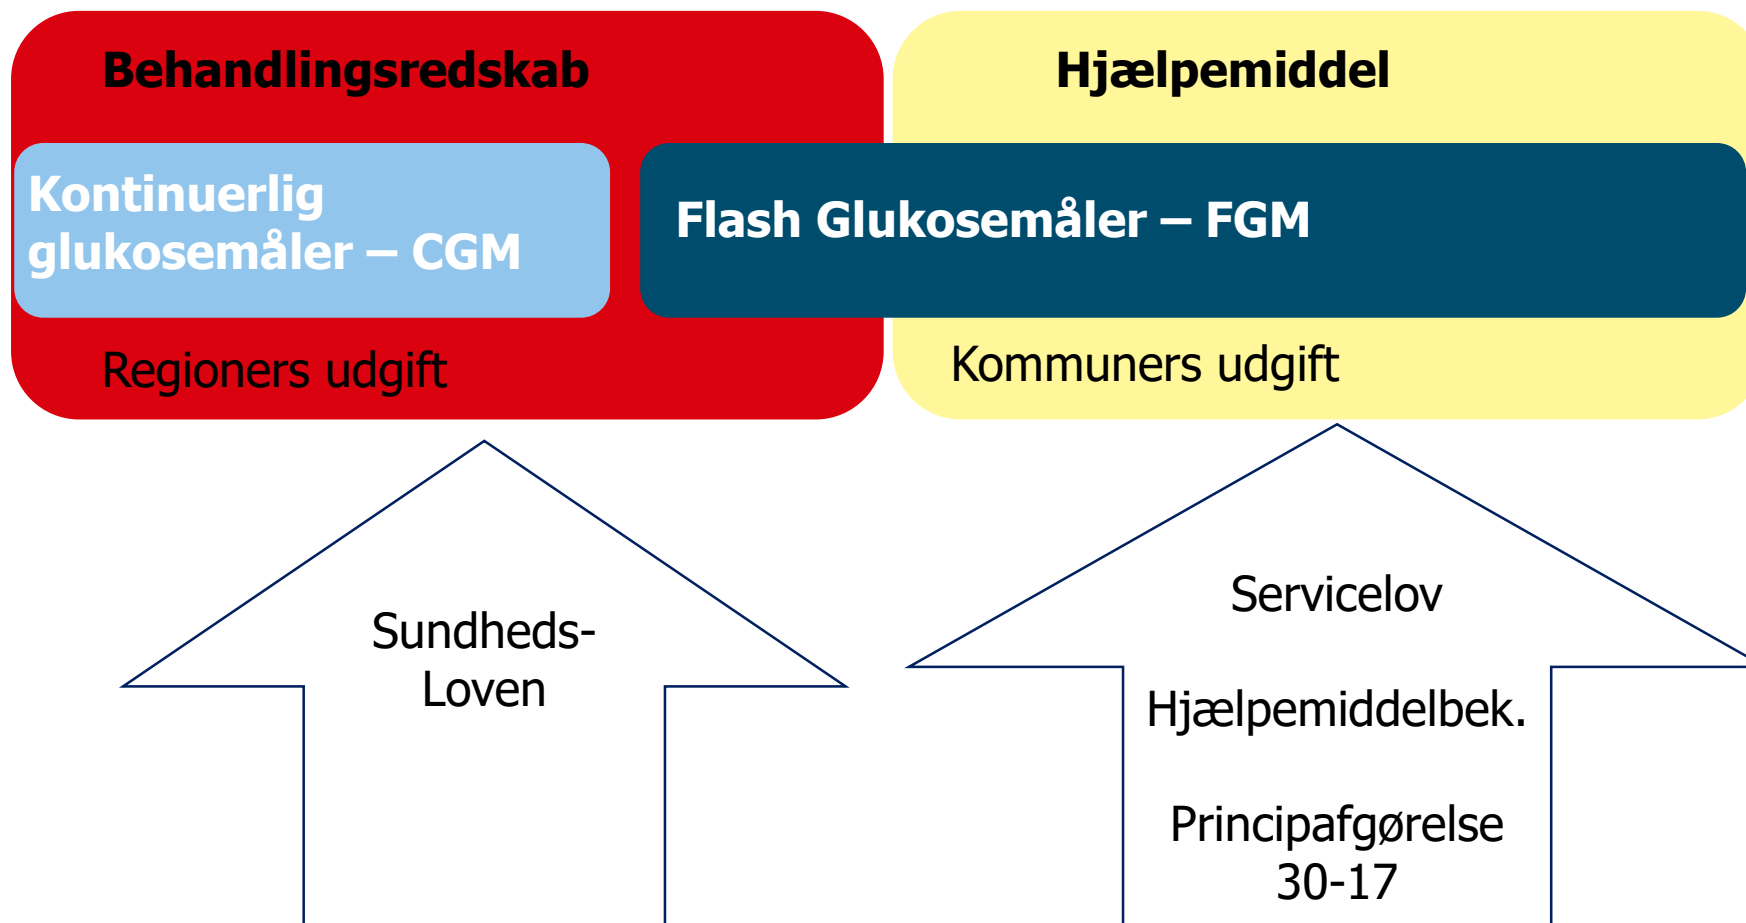 Behandlingsredskab
Hjælpemiddel
Kontinuerlig
glukosemåler – CGM
Flash Glukosemåler – FGM
Regioners udgift
Kommuners udgift
Sundheds-
Loven
Servicelov
Hjælpemiddelbek.
Principafgørelse
30-17